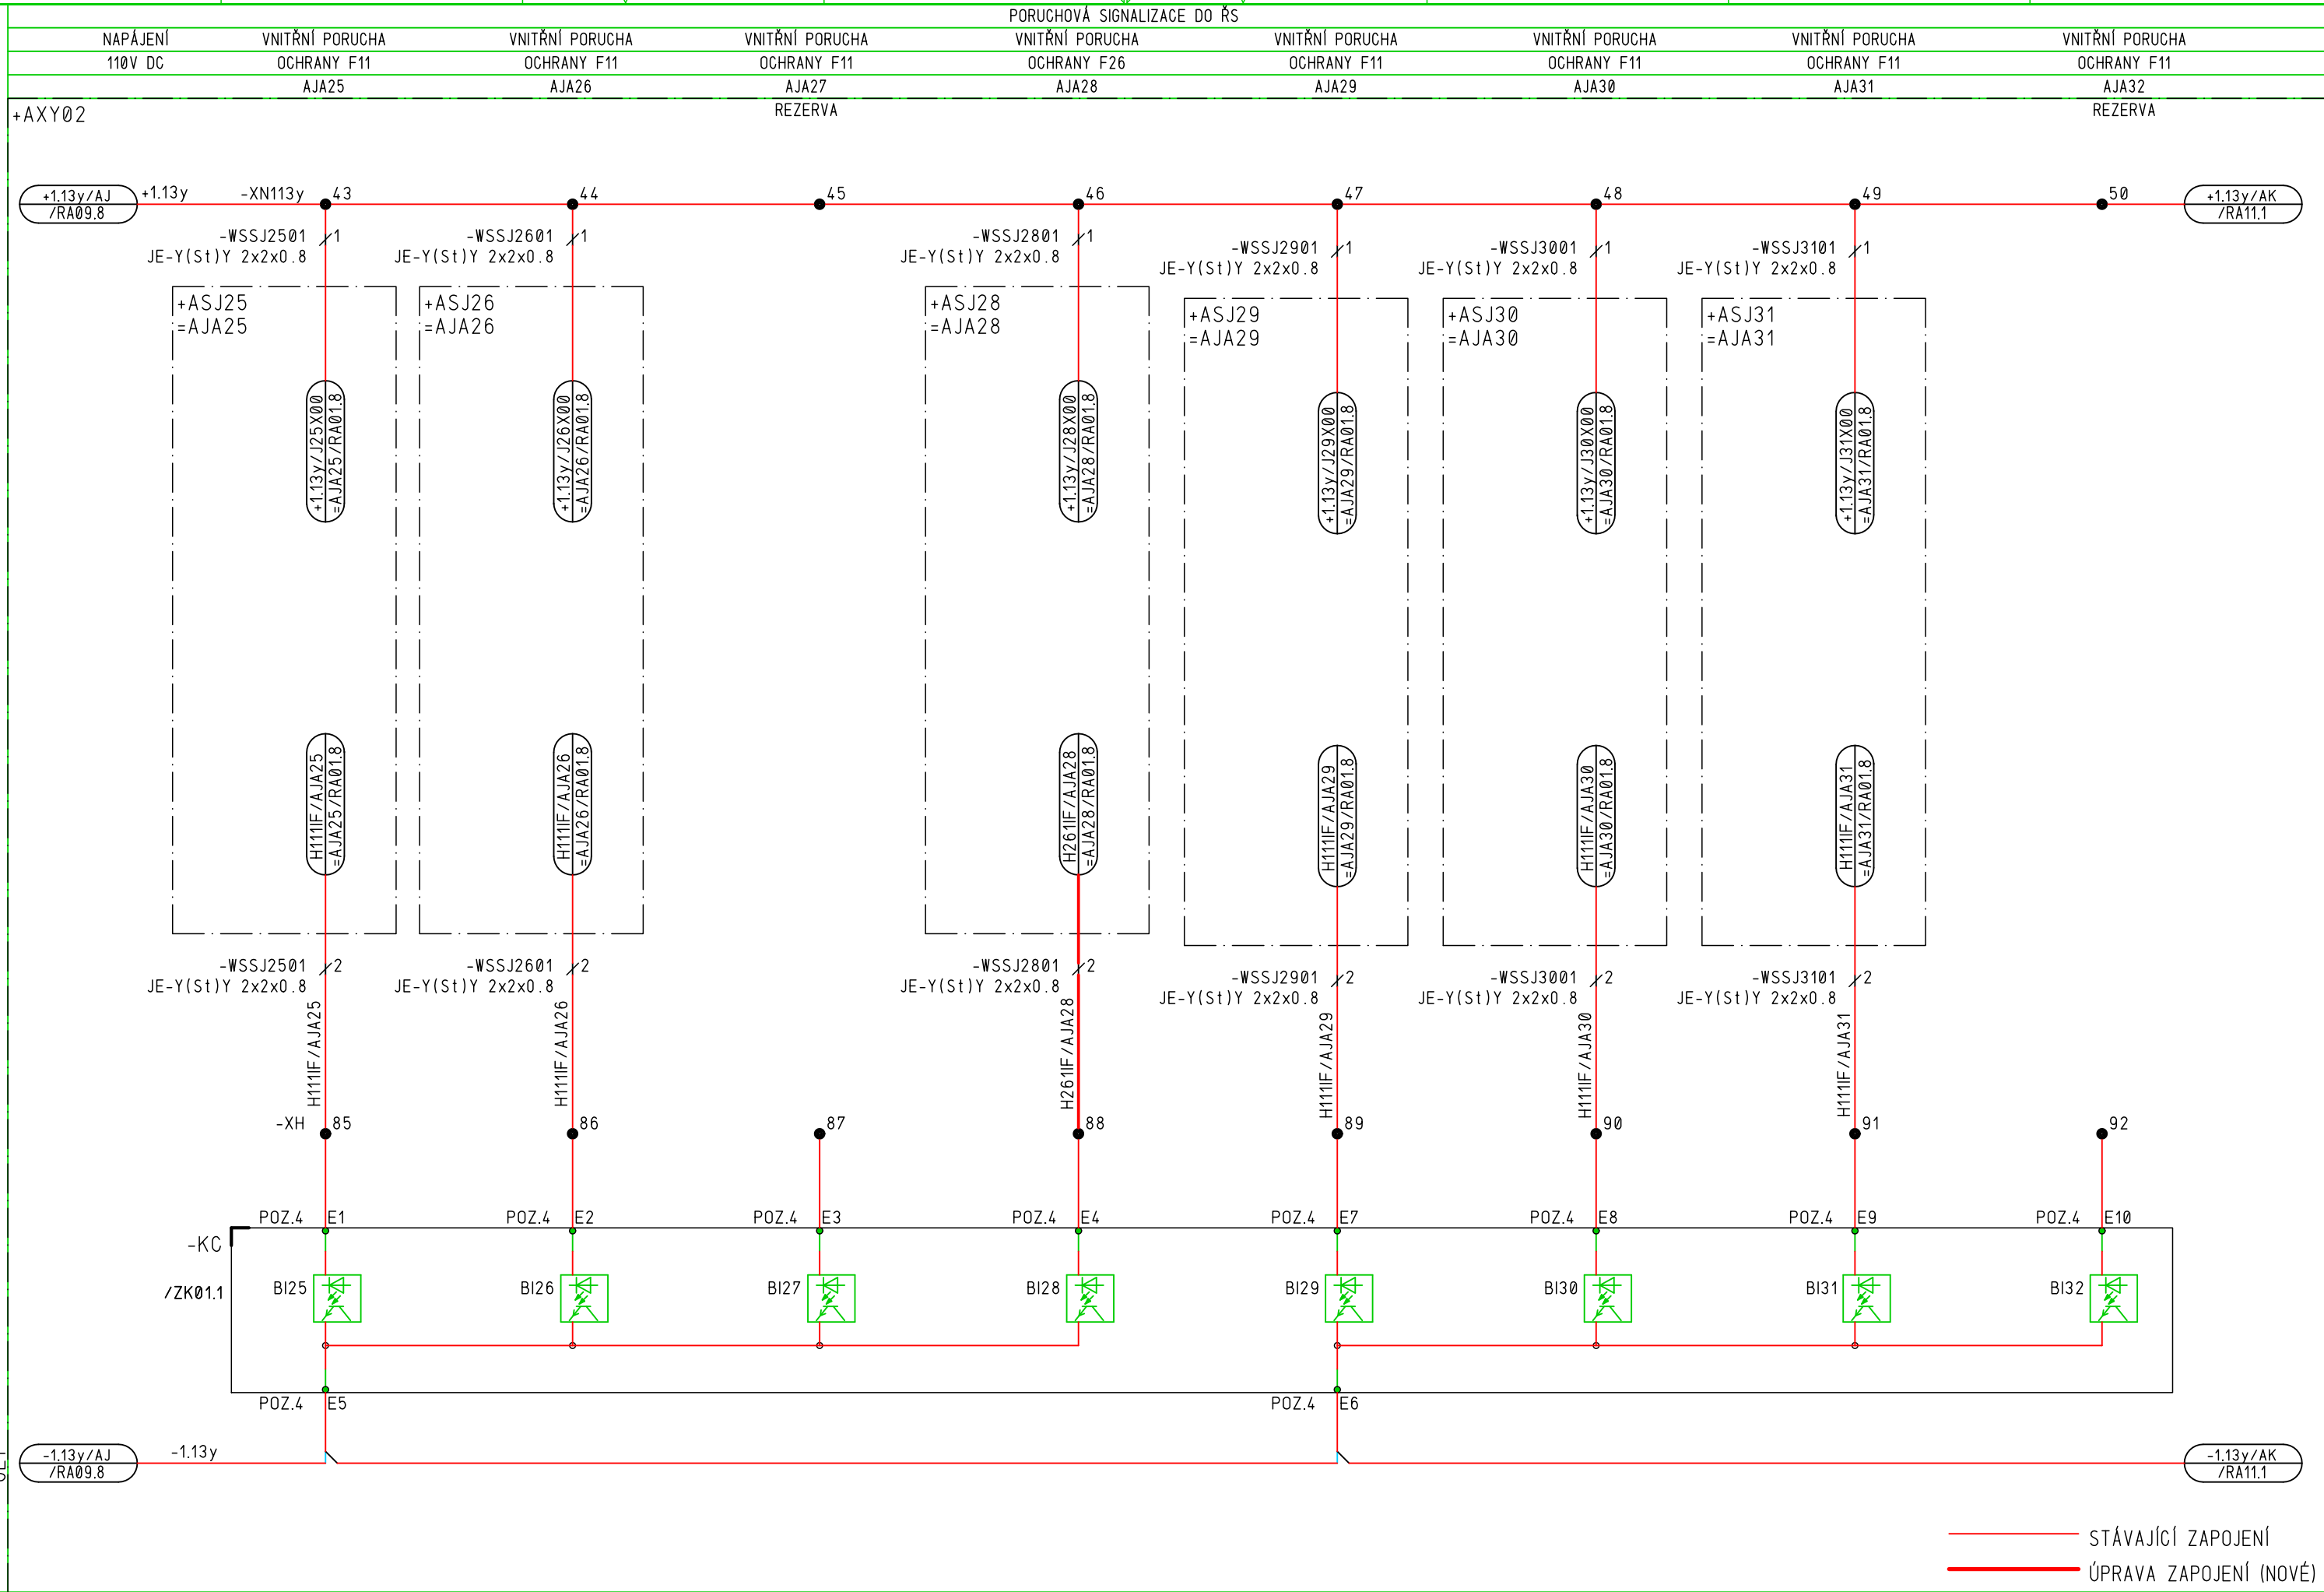 PORUCHOVÁ SIGNALIZACE DO ŘS
NAPÁJENÍ VNITŘNÍ PORUCHA VNITŘNÍ PORUCHA VNITŘNÍ PORUCHA VNITŘNÍ PORUCHA VNITŘNÍ PORUCHA VNITŘNÍ PORUCHA VNITŘNÍ PORUCHA VNITŘNÍ PORUCHA
110V DC OCHRANY F11 OCHRANY F11 OCHRANY F11 OCHRANY F26 OCHRANY F11 OCHRANY F11 OCHRANY F11 OCHRANY F11
AJA25 AJA26 AJA27 AJA28 AJA29 AJA30 AJA31 AJA32
+AXY02 REZERVA REZERVA
+1.13y/AJ +1.13y -XN113y 43 44 45 46 47 48 49 50 +1.13y/AK
/RA09.8 /RA11.1
-WSSJ2501 1 -WSSJ2601 1 -WSSJ2801 1 -WSSJ2901 1 -WSSJ3001 1 -WSSJ3101 1
JE-Y(St)Y 2x2x0.8 JE-Y(St)Y 2x2x0.8 JE-Y(St)Y 2x2x0.8 JE-Y(St)Y 2x2x0.8 JE-Y(St)Y 2x2x0.8 JE-Y(St)Y 2x2x0.8
+ASJ25 +ASJ26 +ASJ28 +ASJ29 +ASJ30 +ASJ31
=AJA25 =AJA26 =AJA28 =AJA29 =AJA30 =AJA31
+1.13y/J25X00 +1.13y/J26X00 +1.13y/J28X00 +1.13y/J29X00 +1.13y/J30X00 +1.13y/J31X00
=AJA25/RA01.8 =AJA26/RA01.8 =AJA28/RA01.8 =AJA29/RA01.8 =AJA30/RA01.8 =AJA31/RA01.8
H111IF/AJA25 H111IF/AJA26 H261IF/AJA28 H111IF/AJA29 H111IF/AJA30 H111IF/AJA31
=AJA25/RA01.8 =AJA26/RA01.8 =AJA28/RA01.8 =AJA29/RA01.8 =AJA30/RA01.8 =AJA31/RA01.8
-WSSJ2501 2 -WSSJ2601 2 -WSSJ2801 2 -WSSJ2901 2 -WSSJ3001 2 -WSSJ3101 2
JE-Y(St)Y 2x2x0.8 JE-Y(St)Y 2x2x0.8 JE-Y(St)Y 2x2x0.8 JE-Y(St)Y 2x2x0.8 JE-Y(St)Y 2x2x0.8 JE-Y(St)Y 2x2x0.8
H111IF/AJA25 H111IF/AJA26 H261IF/AJA28 H111IF/AJA29 H111IF/AJA30 H111IF/AJA31
-XH 85 86 87 88 89 90 91 92
POZ.4 E1 POZ.4 E2 POZ.4 E3 POZ.4 E4 POZ.4 E7 POZ.4 E8 POZ.4 E9 POZ.4 E10
-KC
/ZK01.1 BI25 BI26 BI27 BI28 BI29 BI30 BI31 BI32
POZ.4 E5 POZ.4 E6
-1.13y/AJ -1.13y -1.13y/AK
/RA09.8 /RA11.1
STÁVAJÍCÍ ZAPOJENÍ
ÚPRAVA ZAPOJENÍ (NOVÉ)